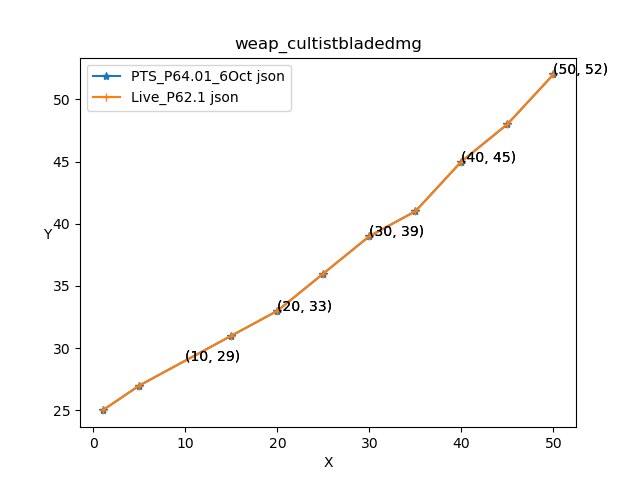 weap_cultistbladedmg
PTS_P64.01_6Oct json
Live_P62.1 json
(50, 52)
(40, 45)
(30, 39)
(20, 33)
(10, 29)
50
45
40
35
30
25
Y
0 10 20 30 40 50
X